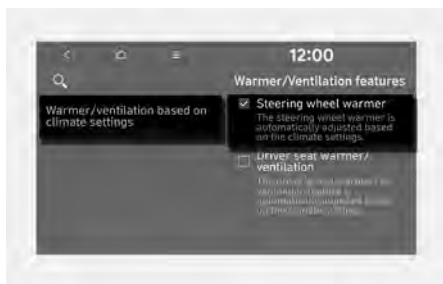 12:00
Warmer/Ventilation features
Warmer/ventilation based on
climate settings
Steering wheel warmer
The steering wheel warmer is
automatically adjusted based
on the climate settings.
Driver seat warmer/
ventilation